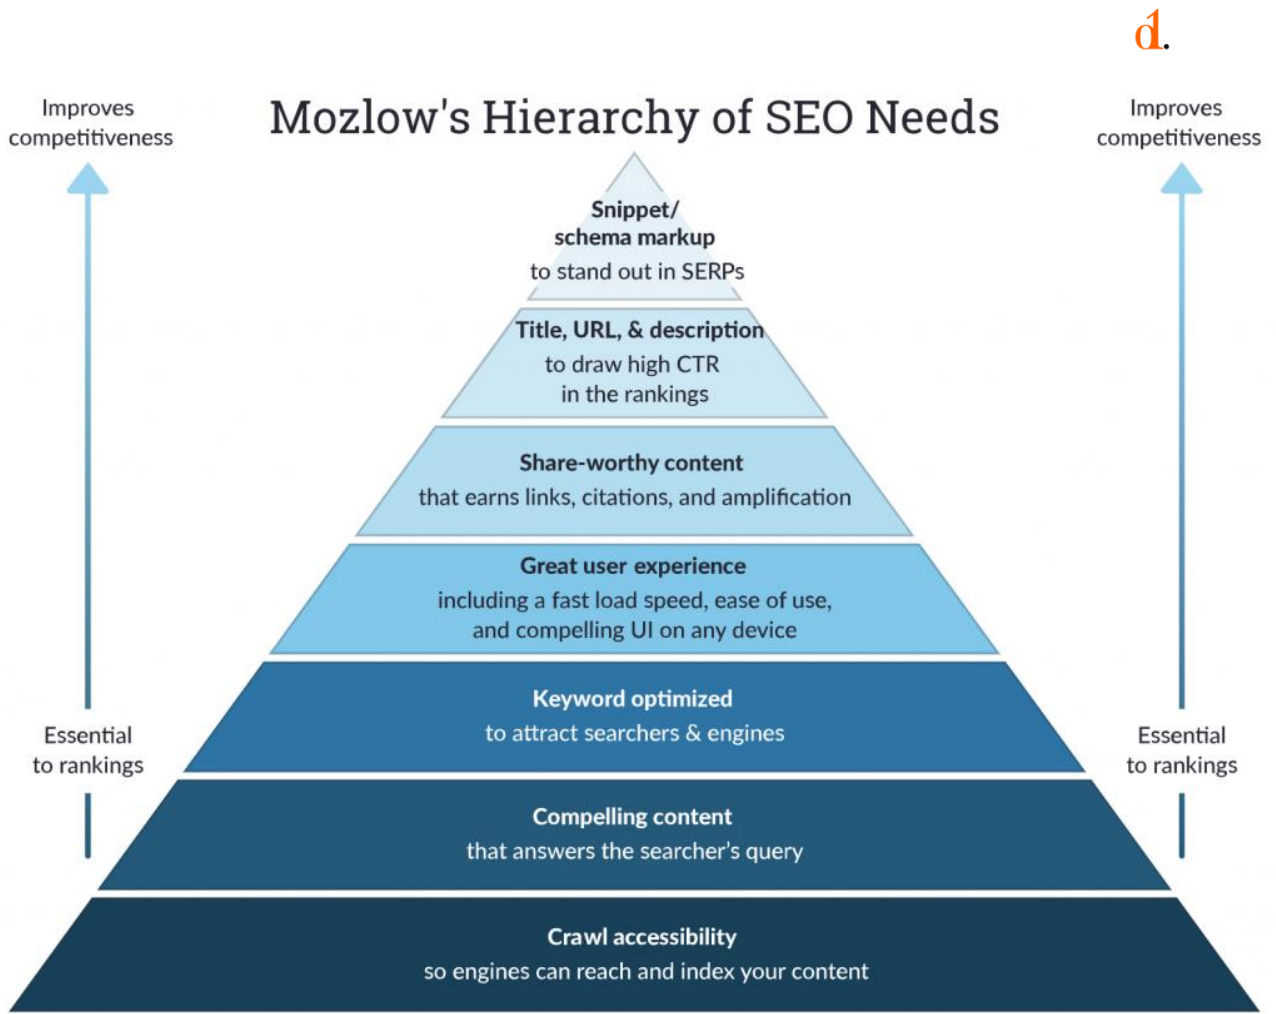 d.
Mozlow's Hierarchy of SEO Needs
Improves
competitiveness
Improves
competitiveness
Snippet/
schema markup
to stand out in SERPs
Title, URL, & description
to draw high CTR
in the rankings
Share-worthy content
that earns links, citations, and amplification
Great user experience
including a fast load speed, ease of use,
and compelling UI on any device
Keyword optimized
to attract searchers & engines
Essential
to rankings
Essential
to rankings
Compelling content
that answers the searcher's query
Crawl accessibility
so engines can reach and index your content